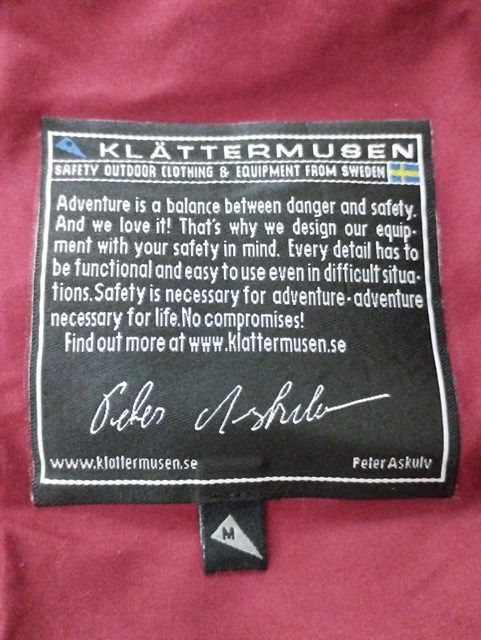 KLÄTTERMUSEN
SAFETY OUTDOOR CLOTHING & EQUIPMENT FROM SWEDEN
Adventure is a balance between danger and safety.
And we love it! That's why we design our equip-
ment with your safety in mind. Every detail has to
be functional and easy to use even in difficult situa-
tions.Safety is necessary for adventure-adventure
necessary for life.No compromises!
Find out more at www.klattermusen.se
Peter Askulv
www.klattermusen.se
Peter Askulv
M